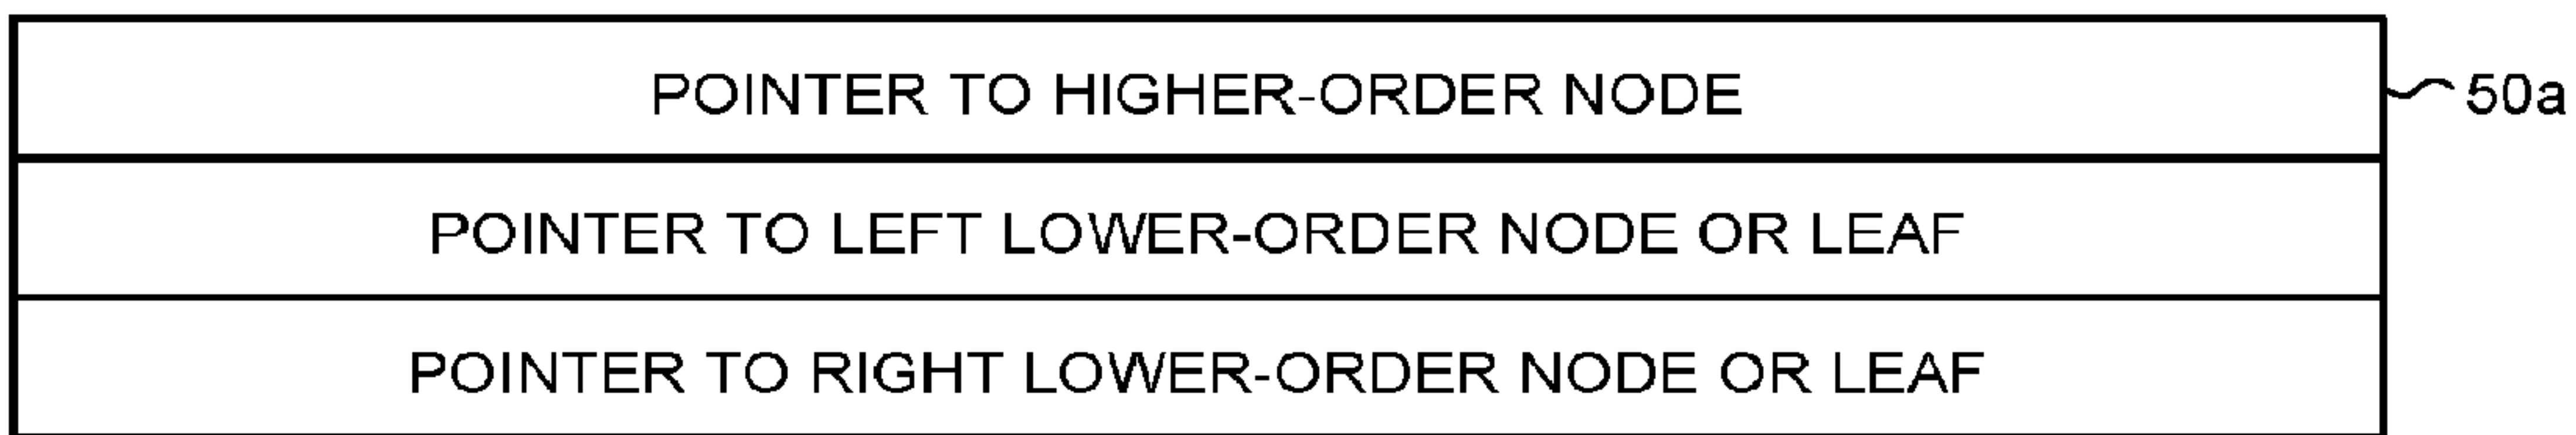 POINTER TO HIGHER-ORDER NODE
50a
POINTER TO LEFT LOWER-ORDER NODE OR LEAF
POINTER TO RIGHT LOWER-ORDER NODE OR LEAF